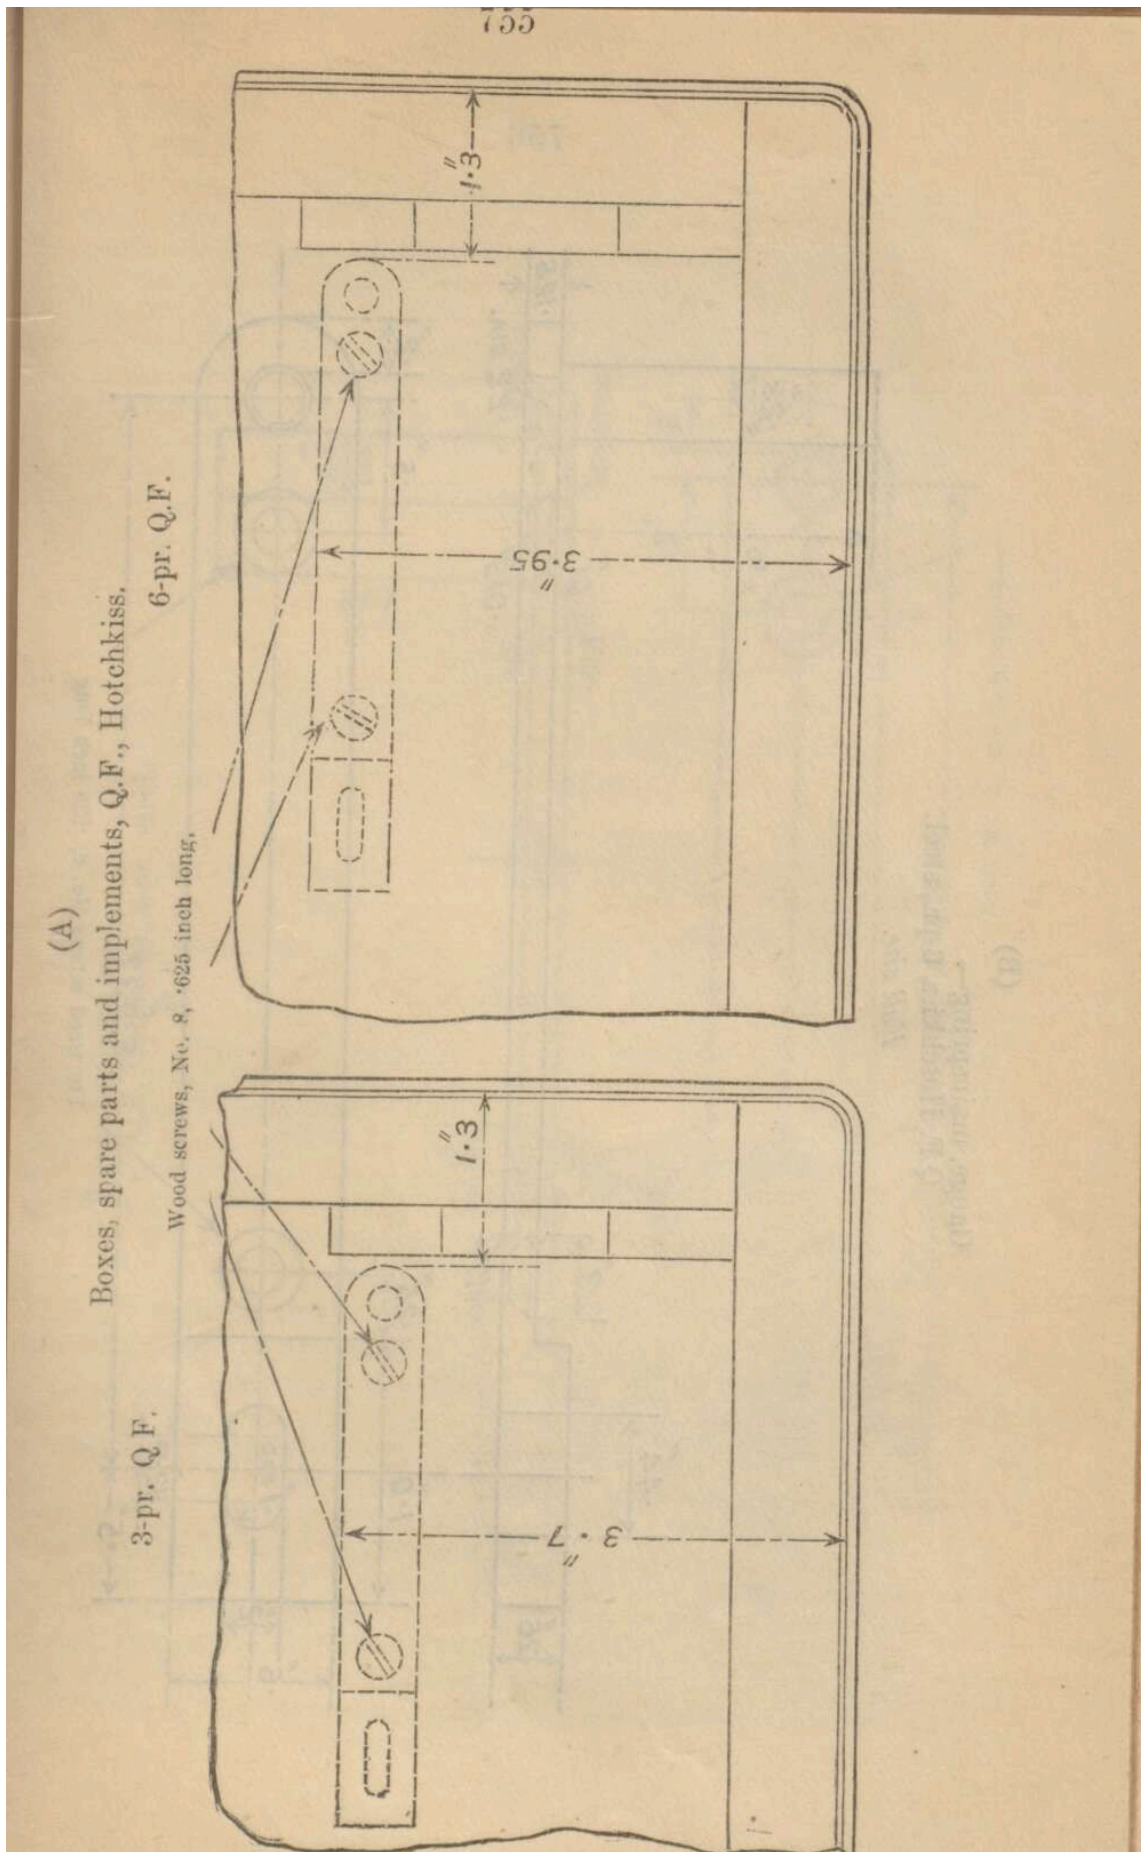 755
(A)
Boxes, spare parts and implements, Q.F., Hotchkiss.
3-pr. Q F.
6-pr. Q.F.
Wood screws, No. 8, ·625 inch long.
1·3"
3·7"
1·3"
3·95"